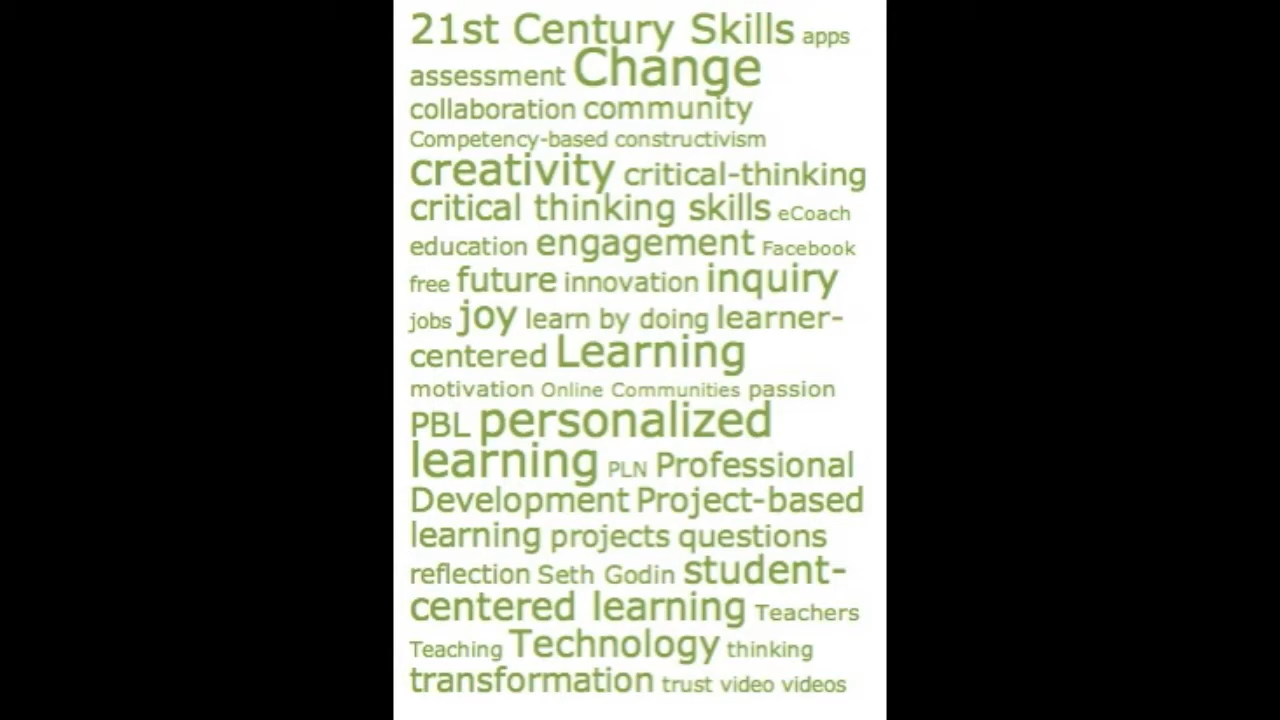 21st Century Skills apps
assessment Change
collaboration community
Competency-based constructivism
creativity critical-thinking
critical thinking skills eCoach
education engagement Facebook
free future innovation inquiry
jobs joy learn by doing learner-
centered Learning
motivation Online Communities passion
PBL personalized
learning PLN Professional
Development Project-based
learning projects questions
reflection Seth Godin student-
centered learning Teachers
Teaching Technology thinking
transformation trust video videos